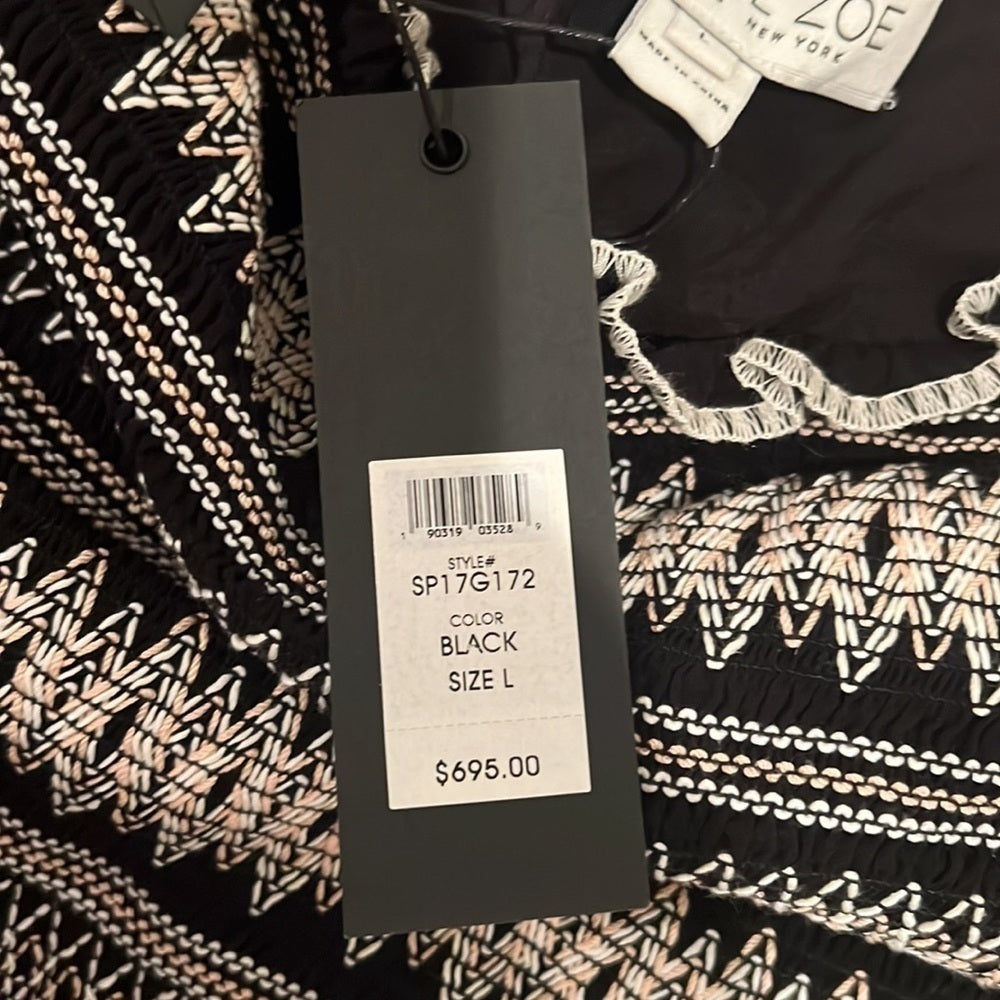 ZOE
NEW YORK
L
MADE IN CHINA
1 90319 03528 9
STYLE#
SP17G172
COLOR
BLACK
SIZE L
$695.00